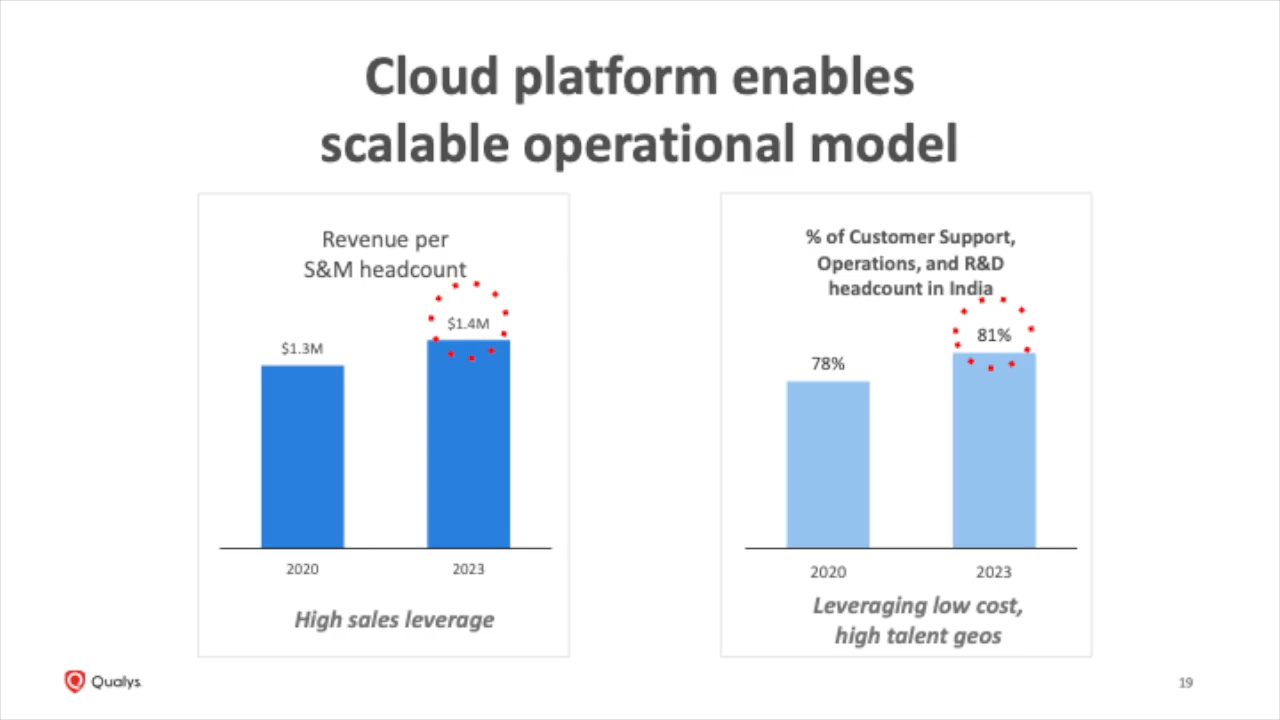 Cloud platform enables
scalable operational model
Revenue per
S&M headcount
$1.3M
$1.4M
2020
2023
High sales leverage
% of Customer Support,
Operations, and R&D
headcount in India
78%
81%
2020
2023
Leveraging low cost,
high talent geos
Qualys.
19